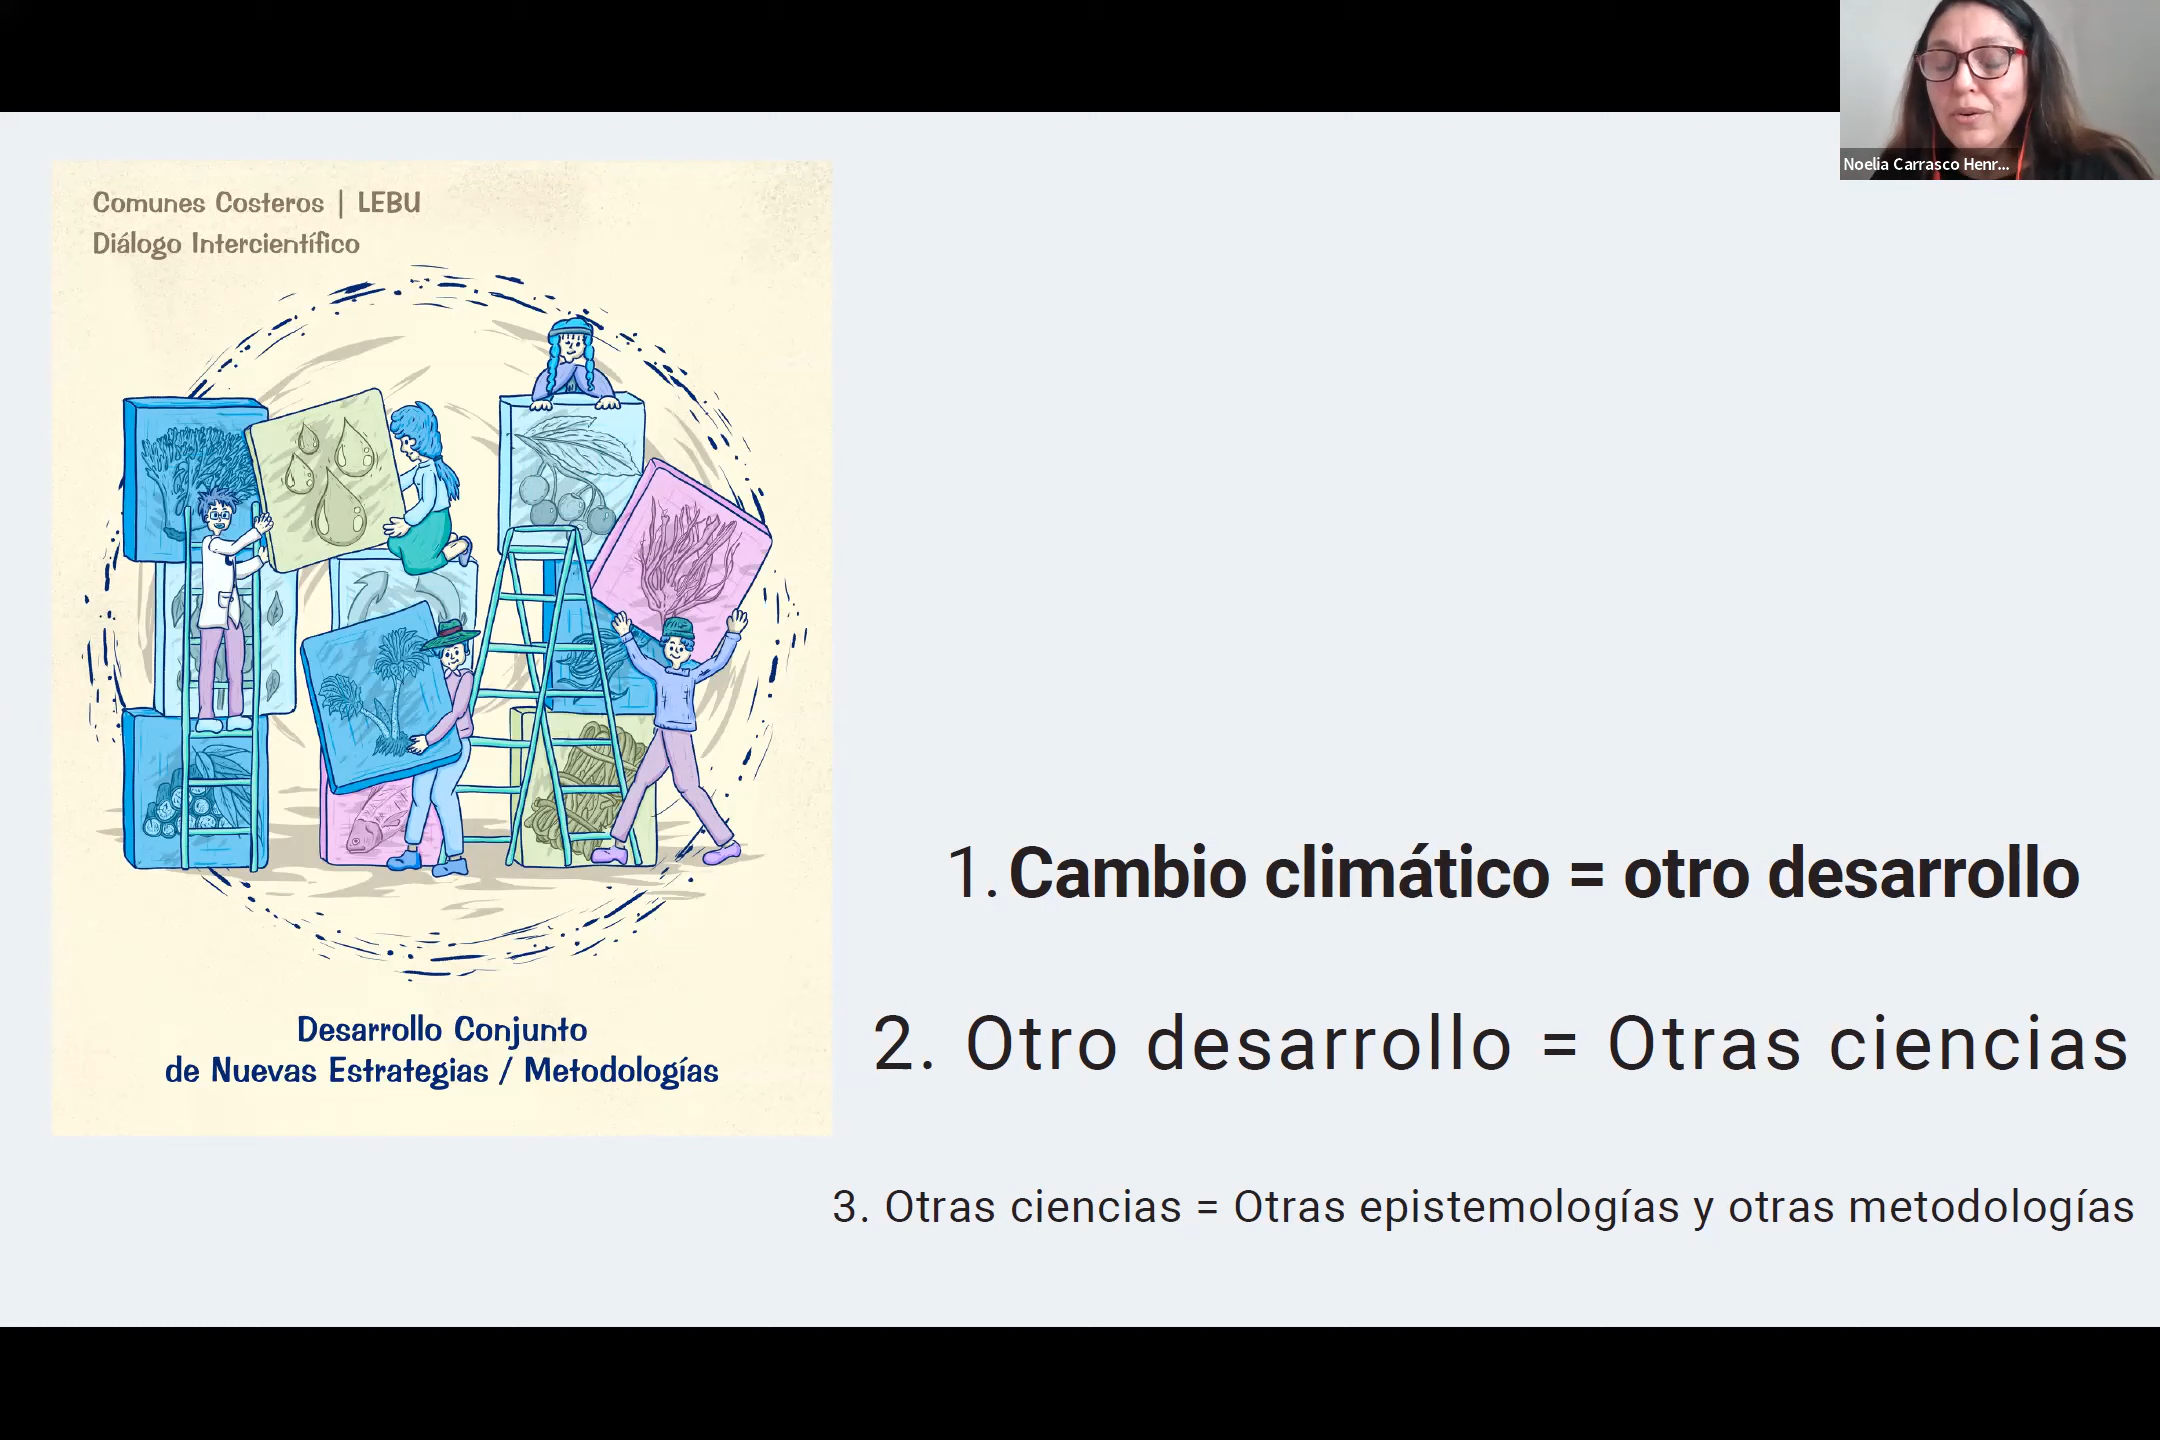 Noelia Carrasco Henr...
Comunes Costeros | LEBU
Diálogo Intercientífico
Desarrollo Conjunto
de Nuevas Estrategias / Metodologías
1. Cambio climático = otro desarrollo
2. Otro desarrollo = Otras ciencias
3. Otras ciencias = Otras epistemologías y otras metodologías